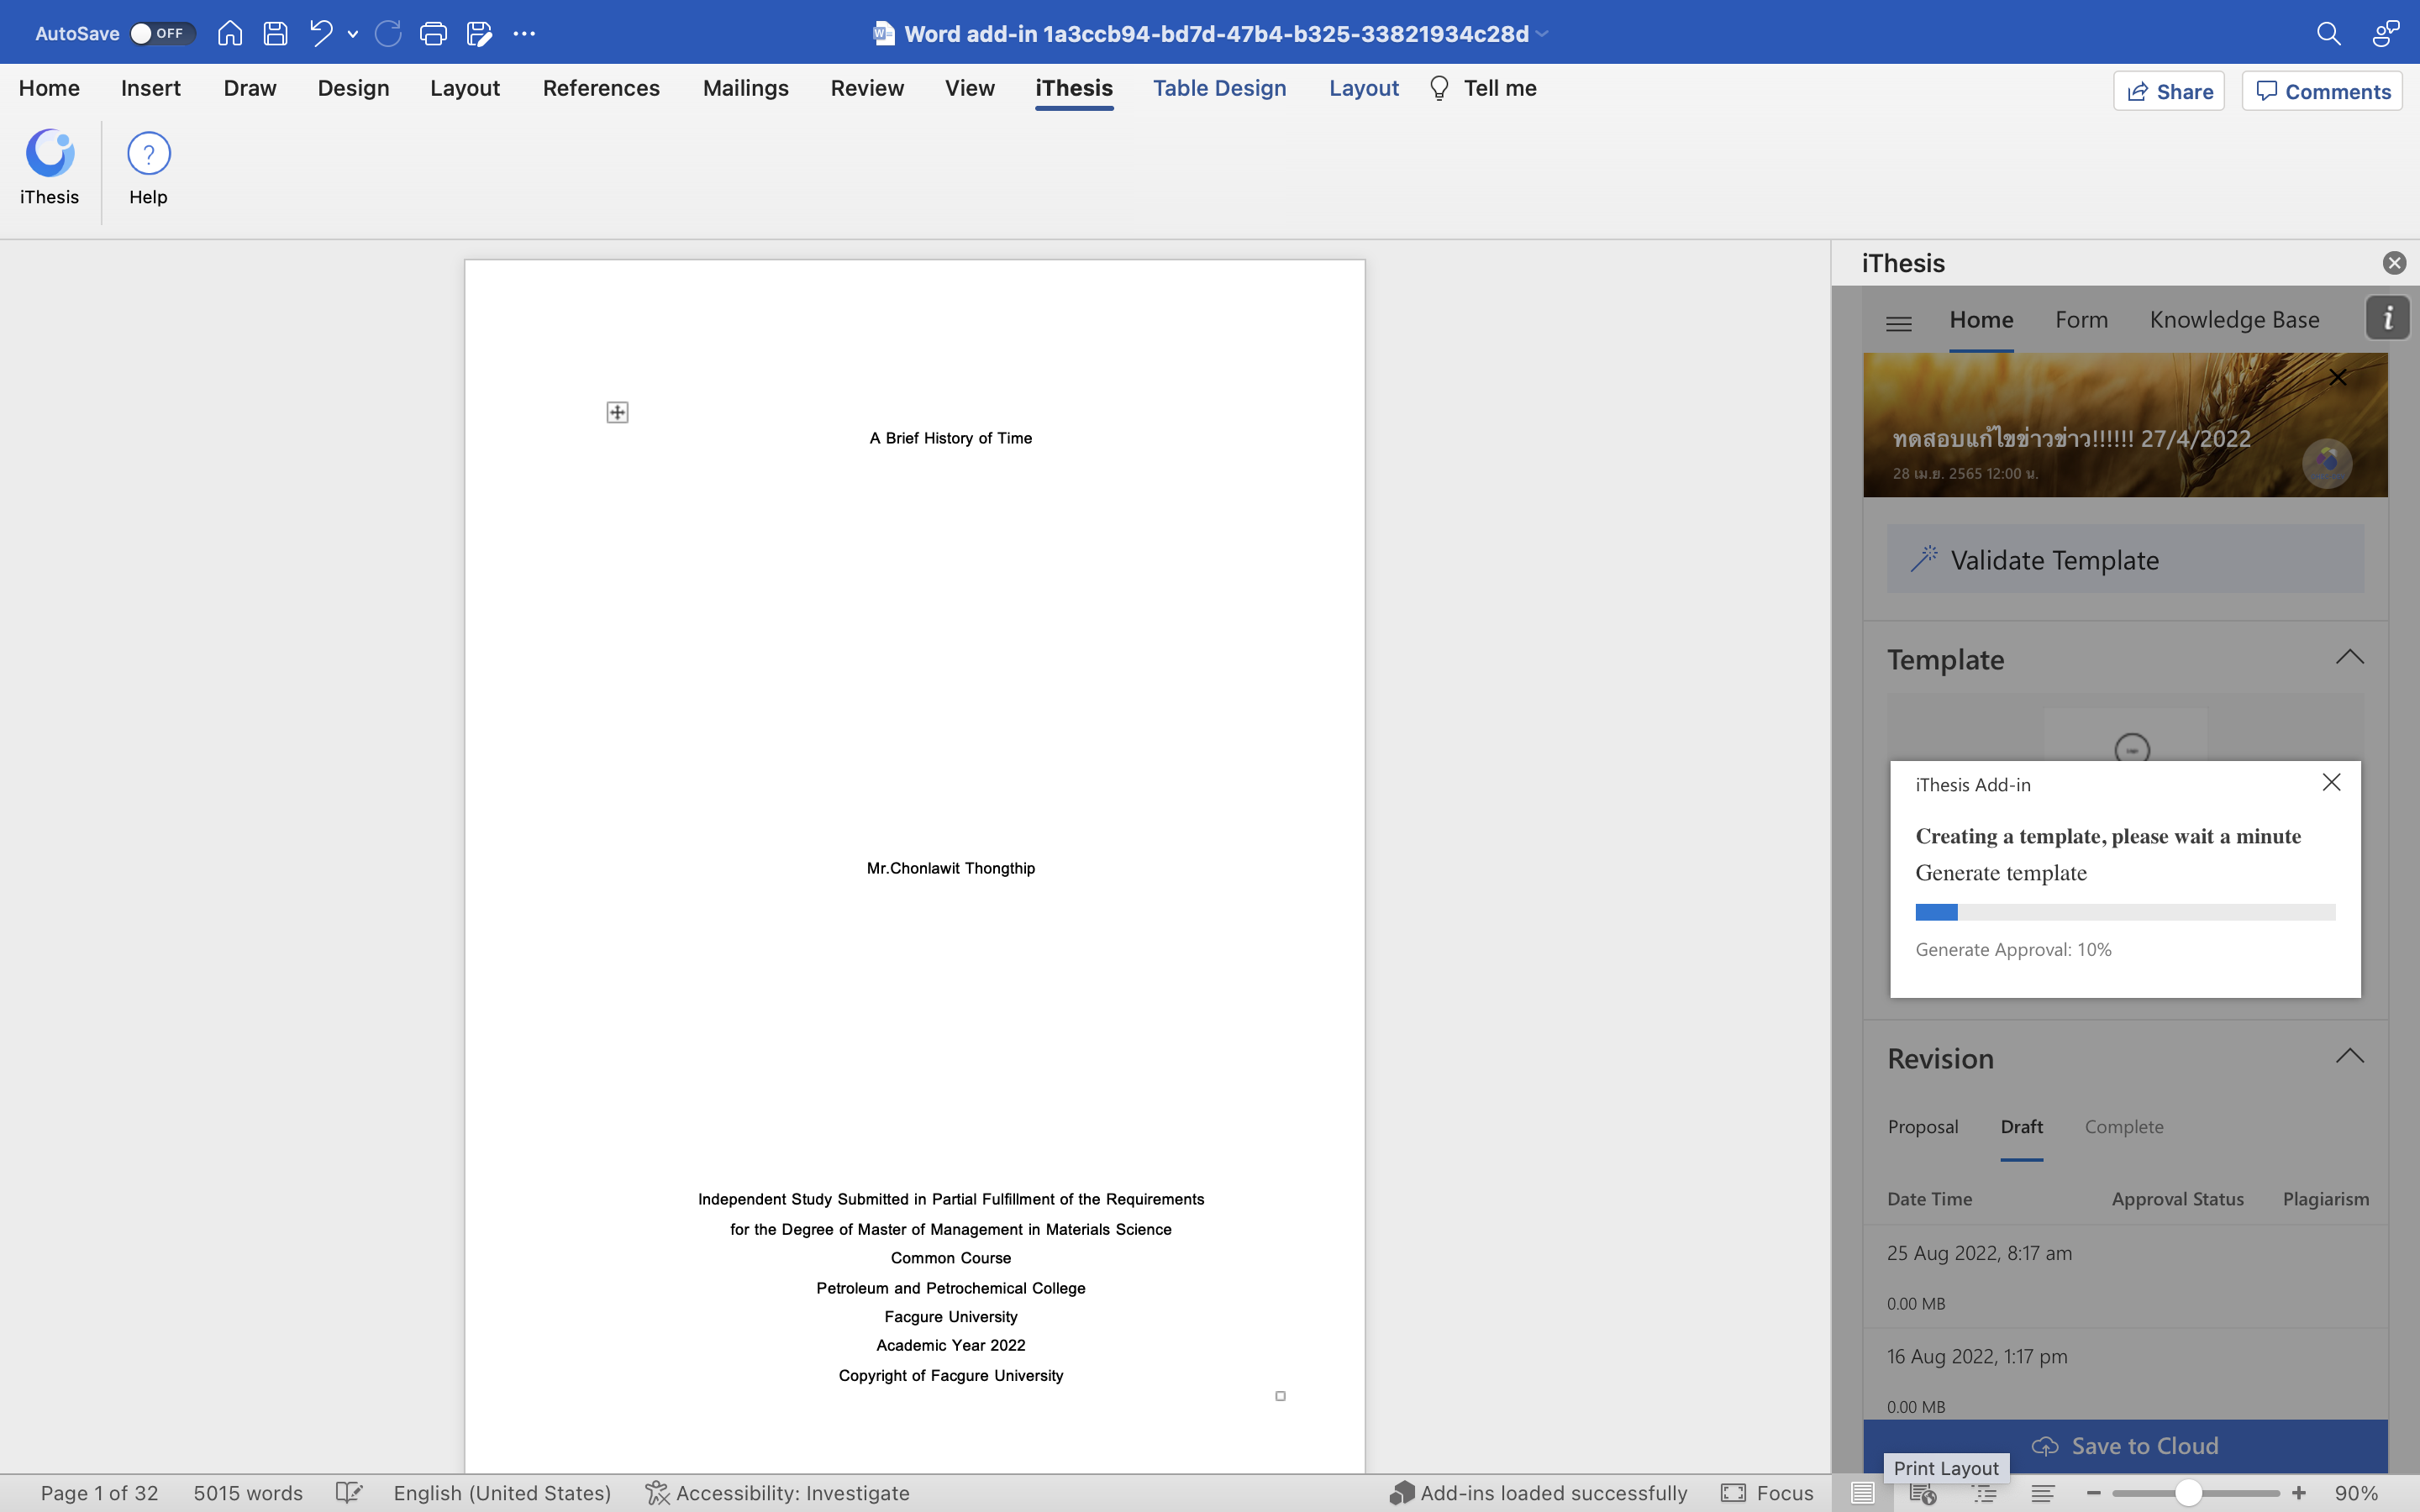 AutoSave OFF
Word add-in 1a3ccb94-bd7d-47b4-b325-33821934c28d
Home Insert Draw Design Layout References Mailings Review View iThesis Table Design Layout Tell me
Share Comments
iThesis Help
A Brief History of Time
Mr.Chonlawit Thongthip
Independent Study Submitted in Partial Fulfillment of the Requirements
for the Degree of Master of Management in Materials Science
Common Course
Petroleum and Petrochemical College
Facgure University
Academic Year 2022
Copyright of Facgure University
iThesis
Home Form Knowledge Base
ทดสอบแก้ไขข่าวข่าว!!!!!! 27/4/2022
28 เม.ย. 2565 12:00 น.
Validate Template
Template
iThesis Add-in
Creating a template, please wait a minute
Generate template
Generate Approval: 10%
Revision
Proposal Draft Complete
Date Time Approval Status Plagiarism
25 Aug 2022, 8:17 am
0.00 MB
16 Aug 2022, 1:17 pm
0.00 MB
Save to Cloud
Print Layout
Page 1 of 32 5015 words English (United States) Accessibility: Investigate Add-ins loaded successfully Focus 90%